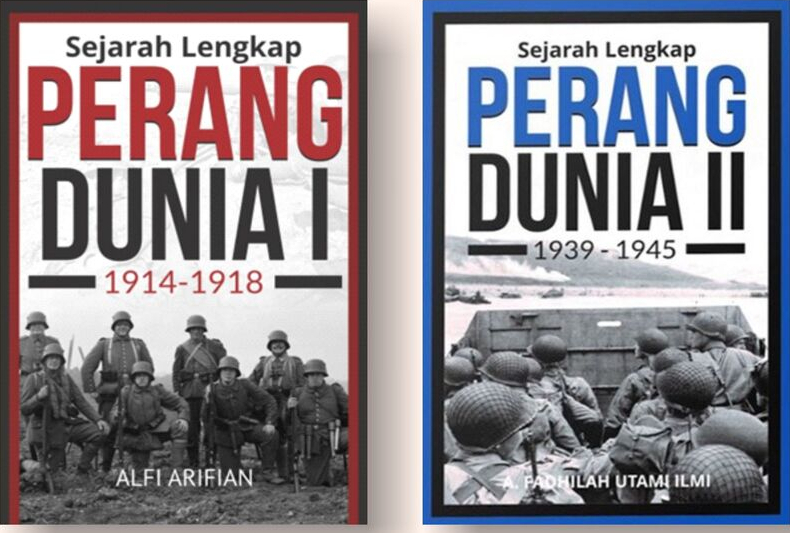 Sejarah Lengkap
PERANG
DUNIA I
1914-1918
ALFI ARIFIAN
Sejarah Lengkap
PERANG
DUNIA II
1939 - 1945
A. FADHILAH UTAMI ILMI